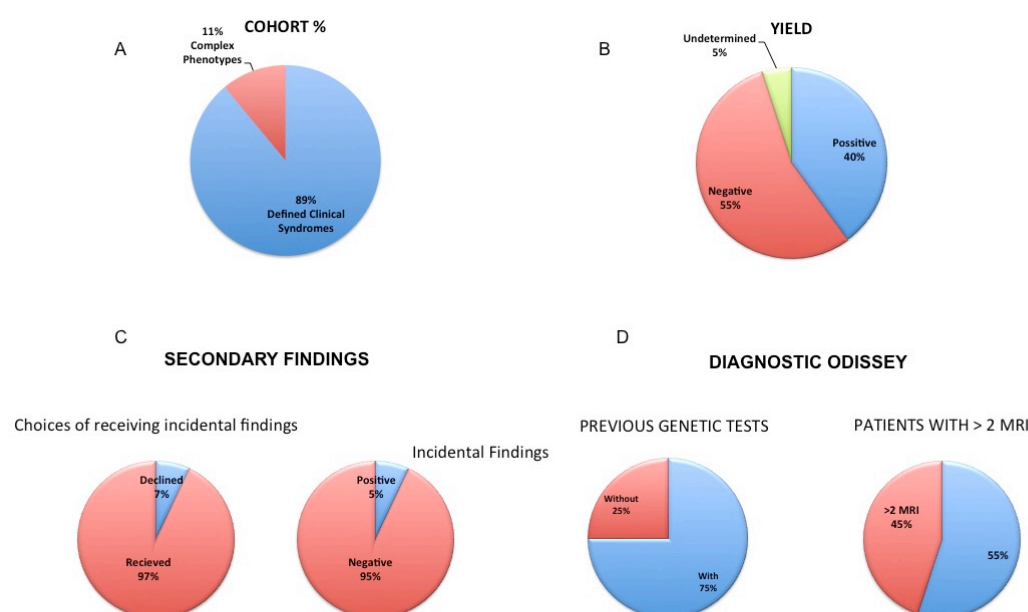 A
COHORT %
11%
Complex
Phenotypes
89%
Defined Clinical
Syndromes
B
YIELD
Undetermined
5%
Possitive
40%
Negative
55%
C
SECONDARY FINDINGS
Choices of receiving incidental findings
Declined
7%
Recieved
97%
Incidental Findings
Positive
5%
Negative
95%
D
DIAGNOSTIC ODISSEY
PREVIOUS GENETIC TESTS
Without
25%
With
75%
PATIENTS WITH > 2 MRI
>2 MRI
45%
55%